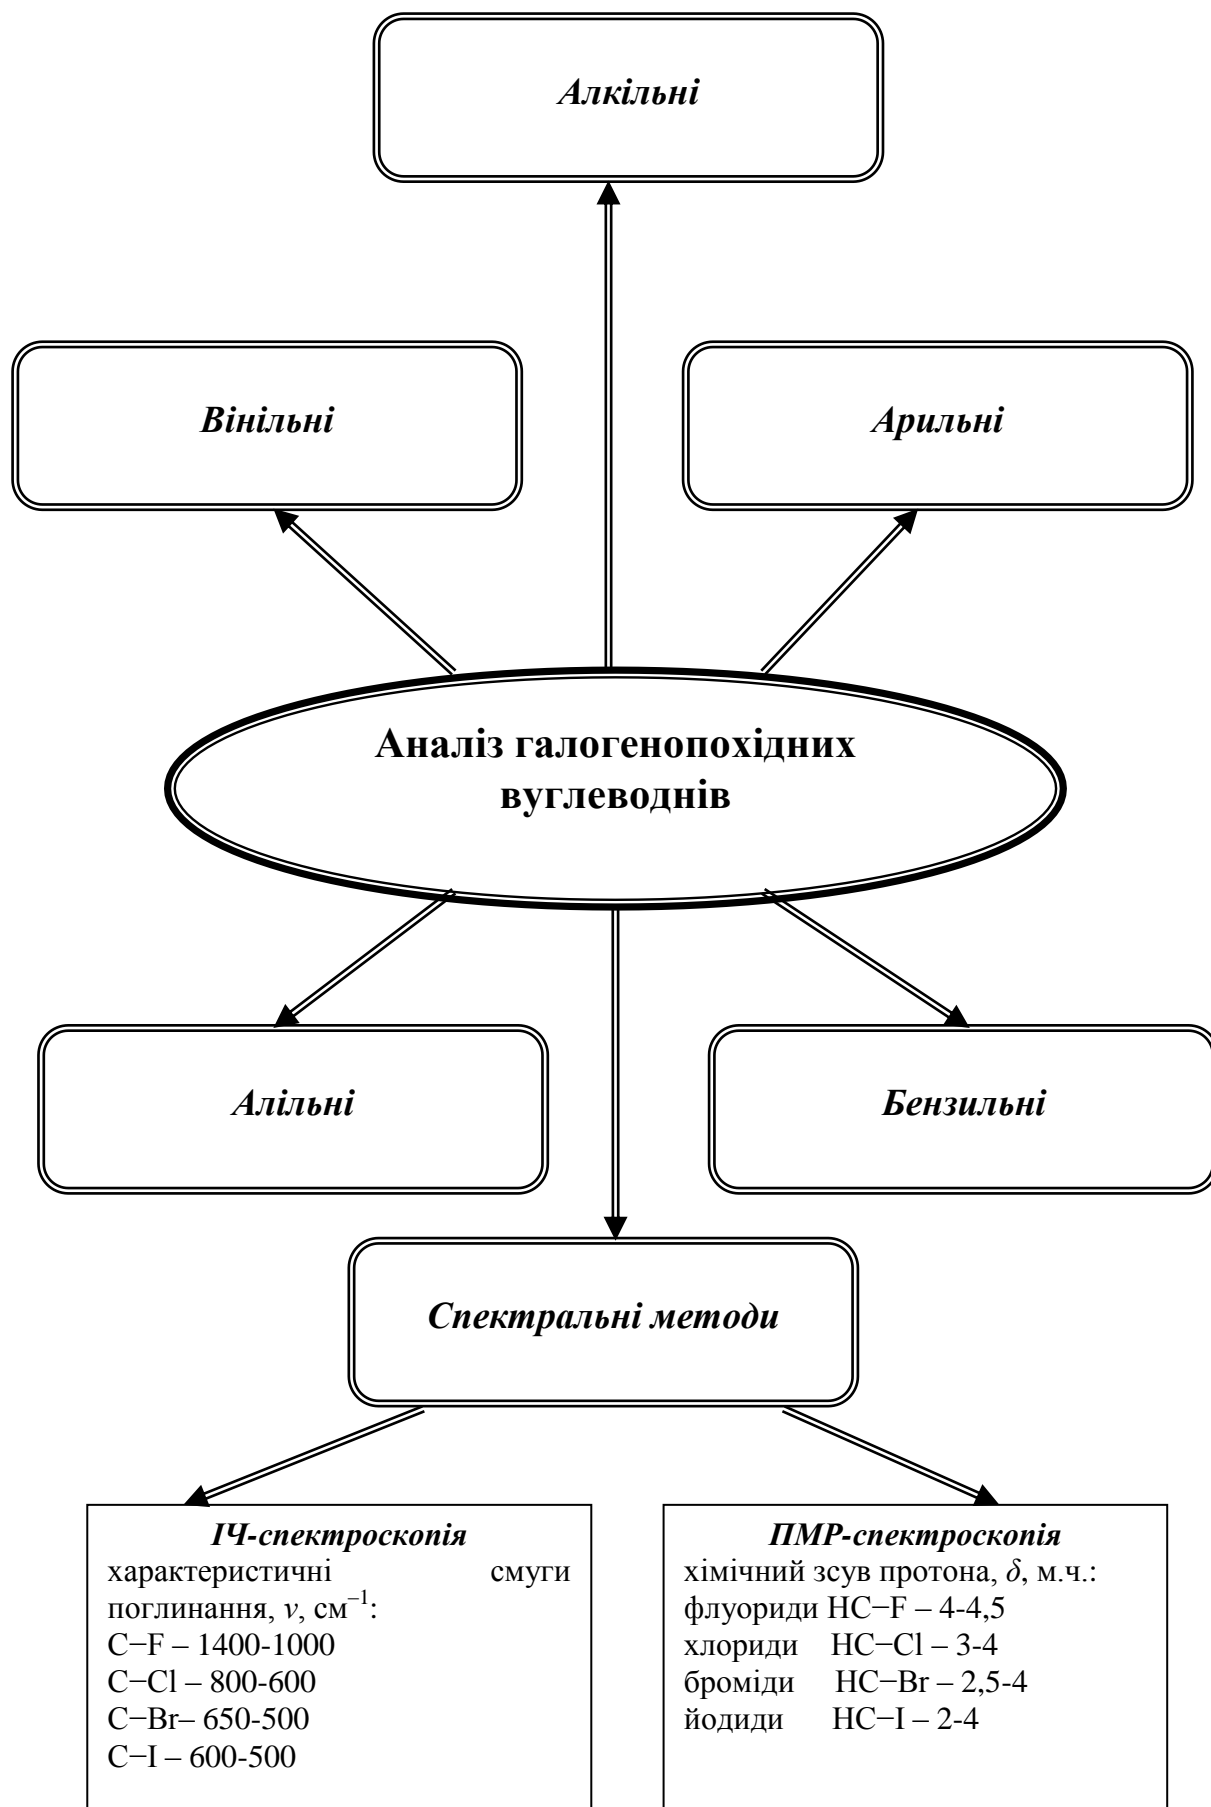 Алкільні
Вінільні
Арильні
Аналіз галогенопохідних
вуглеводнів
Алільні
Бензильні
Спектральні методи
ІЧ-спектроскопія
характеристичні смуги
поглинання, ν, см⁻¹:
C−F – 1400-1000
C−Cl – 800-600
C−Br– 650-500
C−I – 600-500
ПМР-спектроскопія
хімічний зсув протона, δ, м.ч.:
флуориди HC−F – 4-4,5
хлориди HC−Cl – 3-4
броміди HC−Br – 2,5-4
йодиди HC−I – 2-4